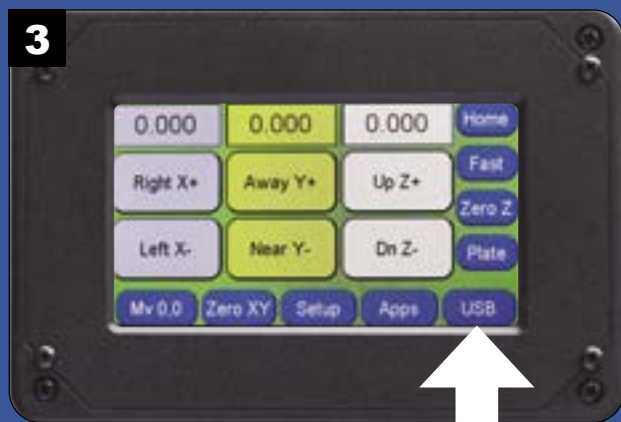 3
0.000 0.000 0.000 Home
Right X+ Away Y+ Up Z+ Fast
Zero Z
Left X- Near Y- Dn Z- Plate
Mv 0,0 Zero XY Setup Apps USB